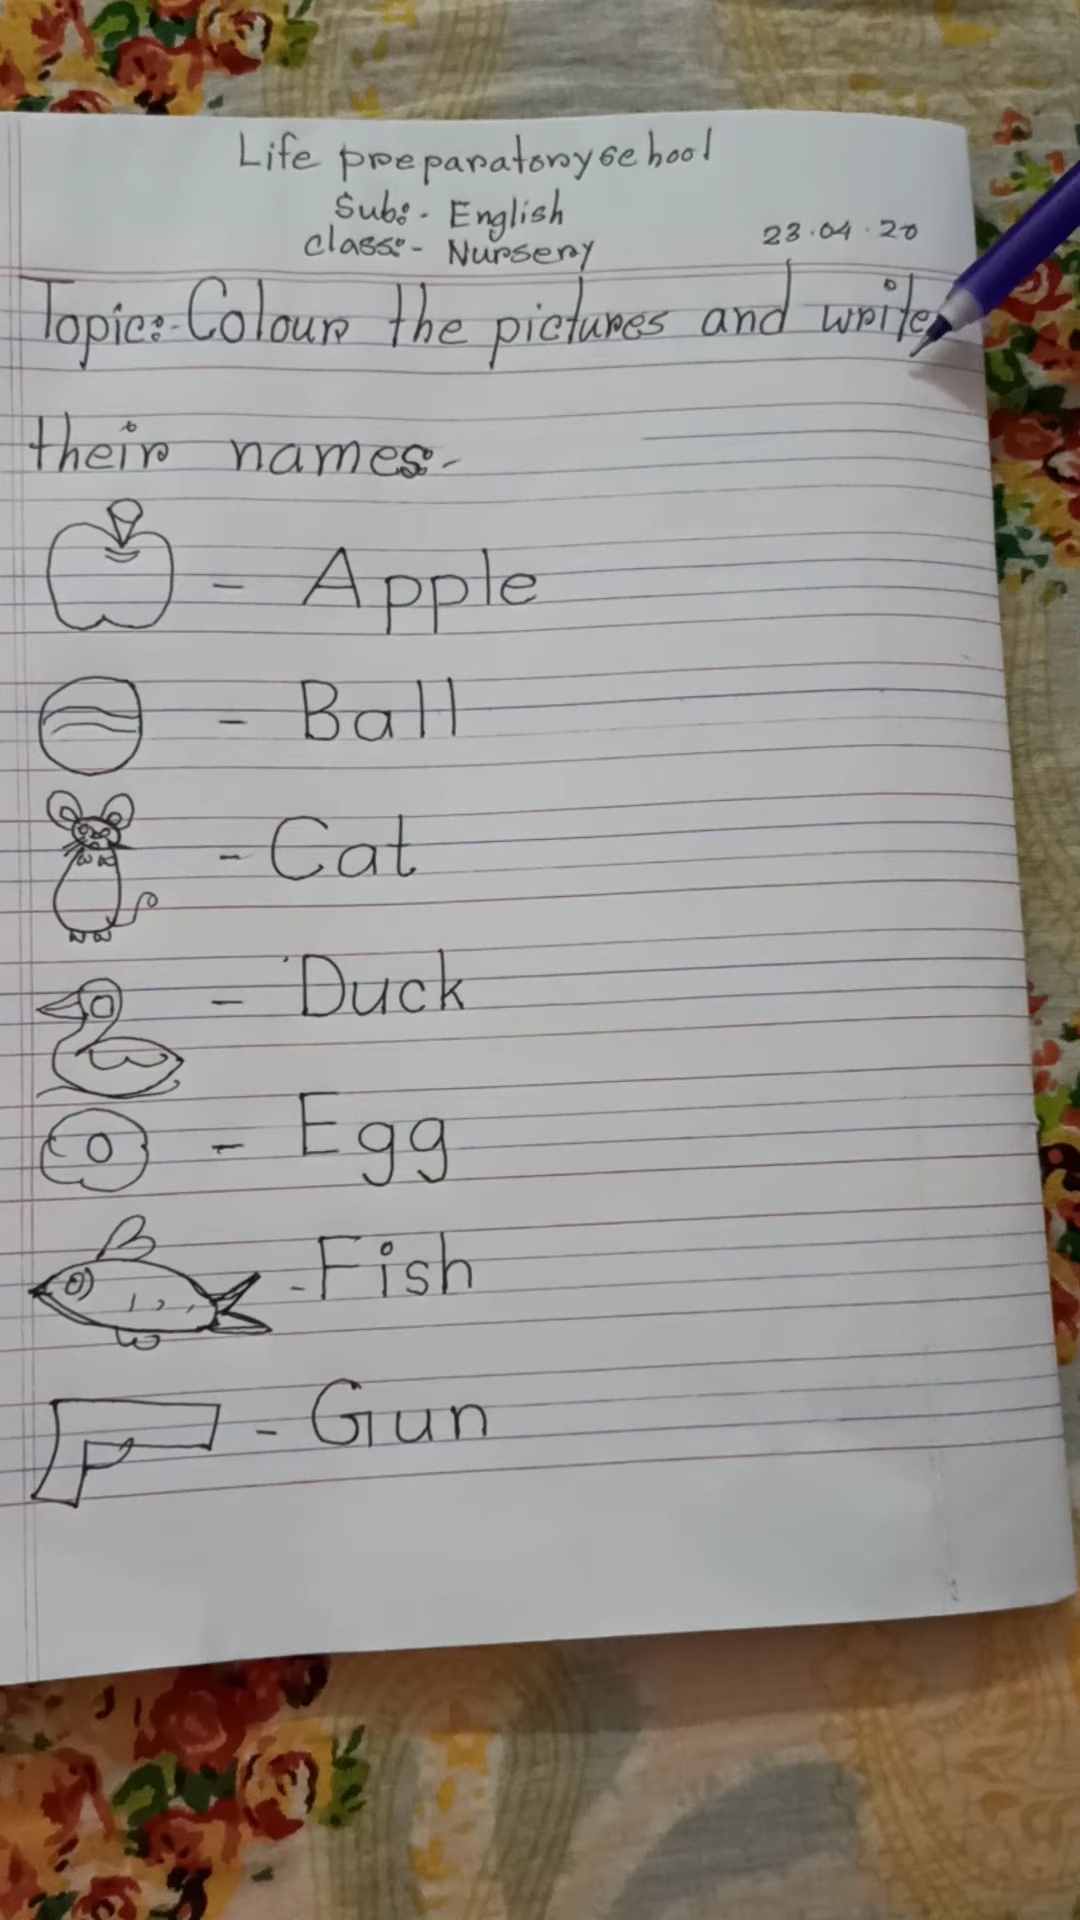 Life preparatory school
Sub:- English
class:- Nursery
23.04.20
Topic:- Colour the pictures and write
their names:-
- Apple
- Ball
- Cat
- Duck
- Egg
- Fish
- Gun